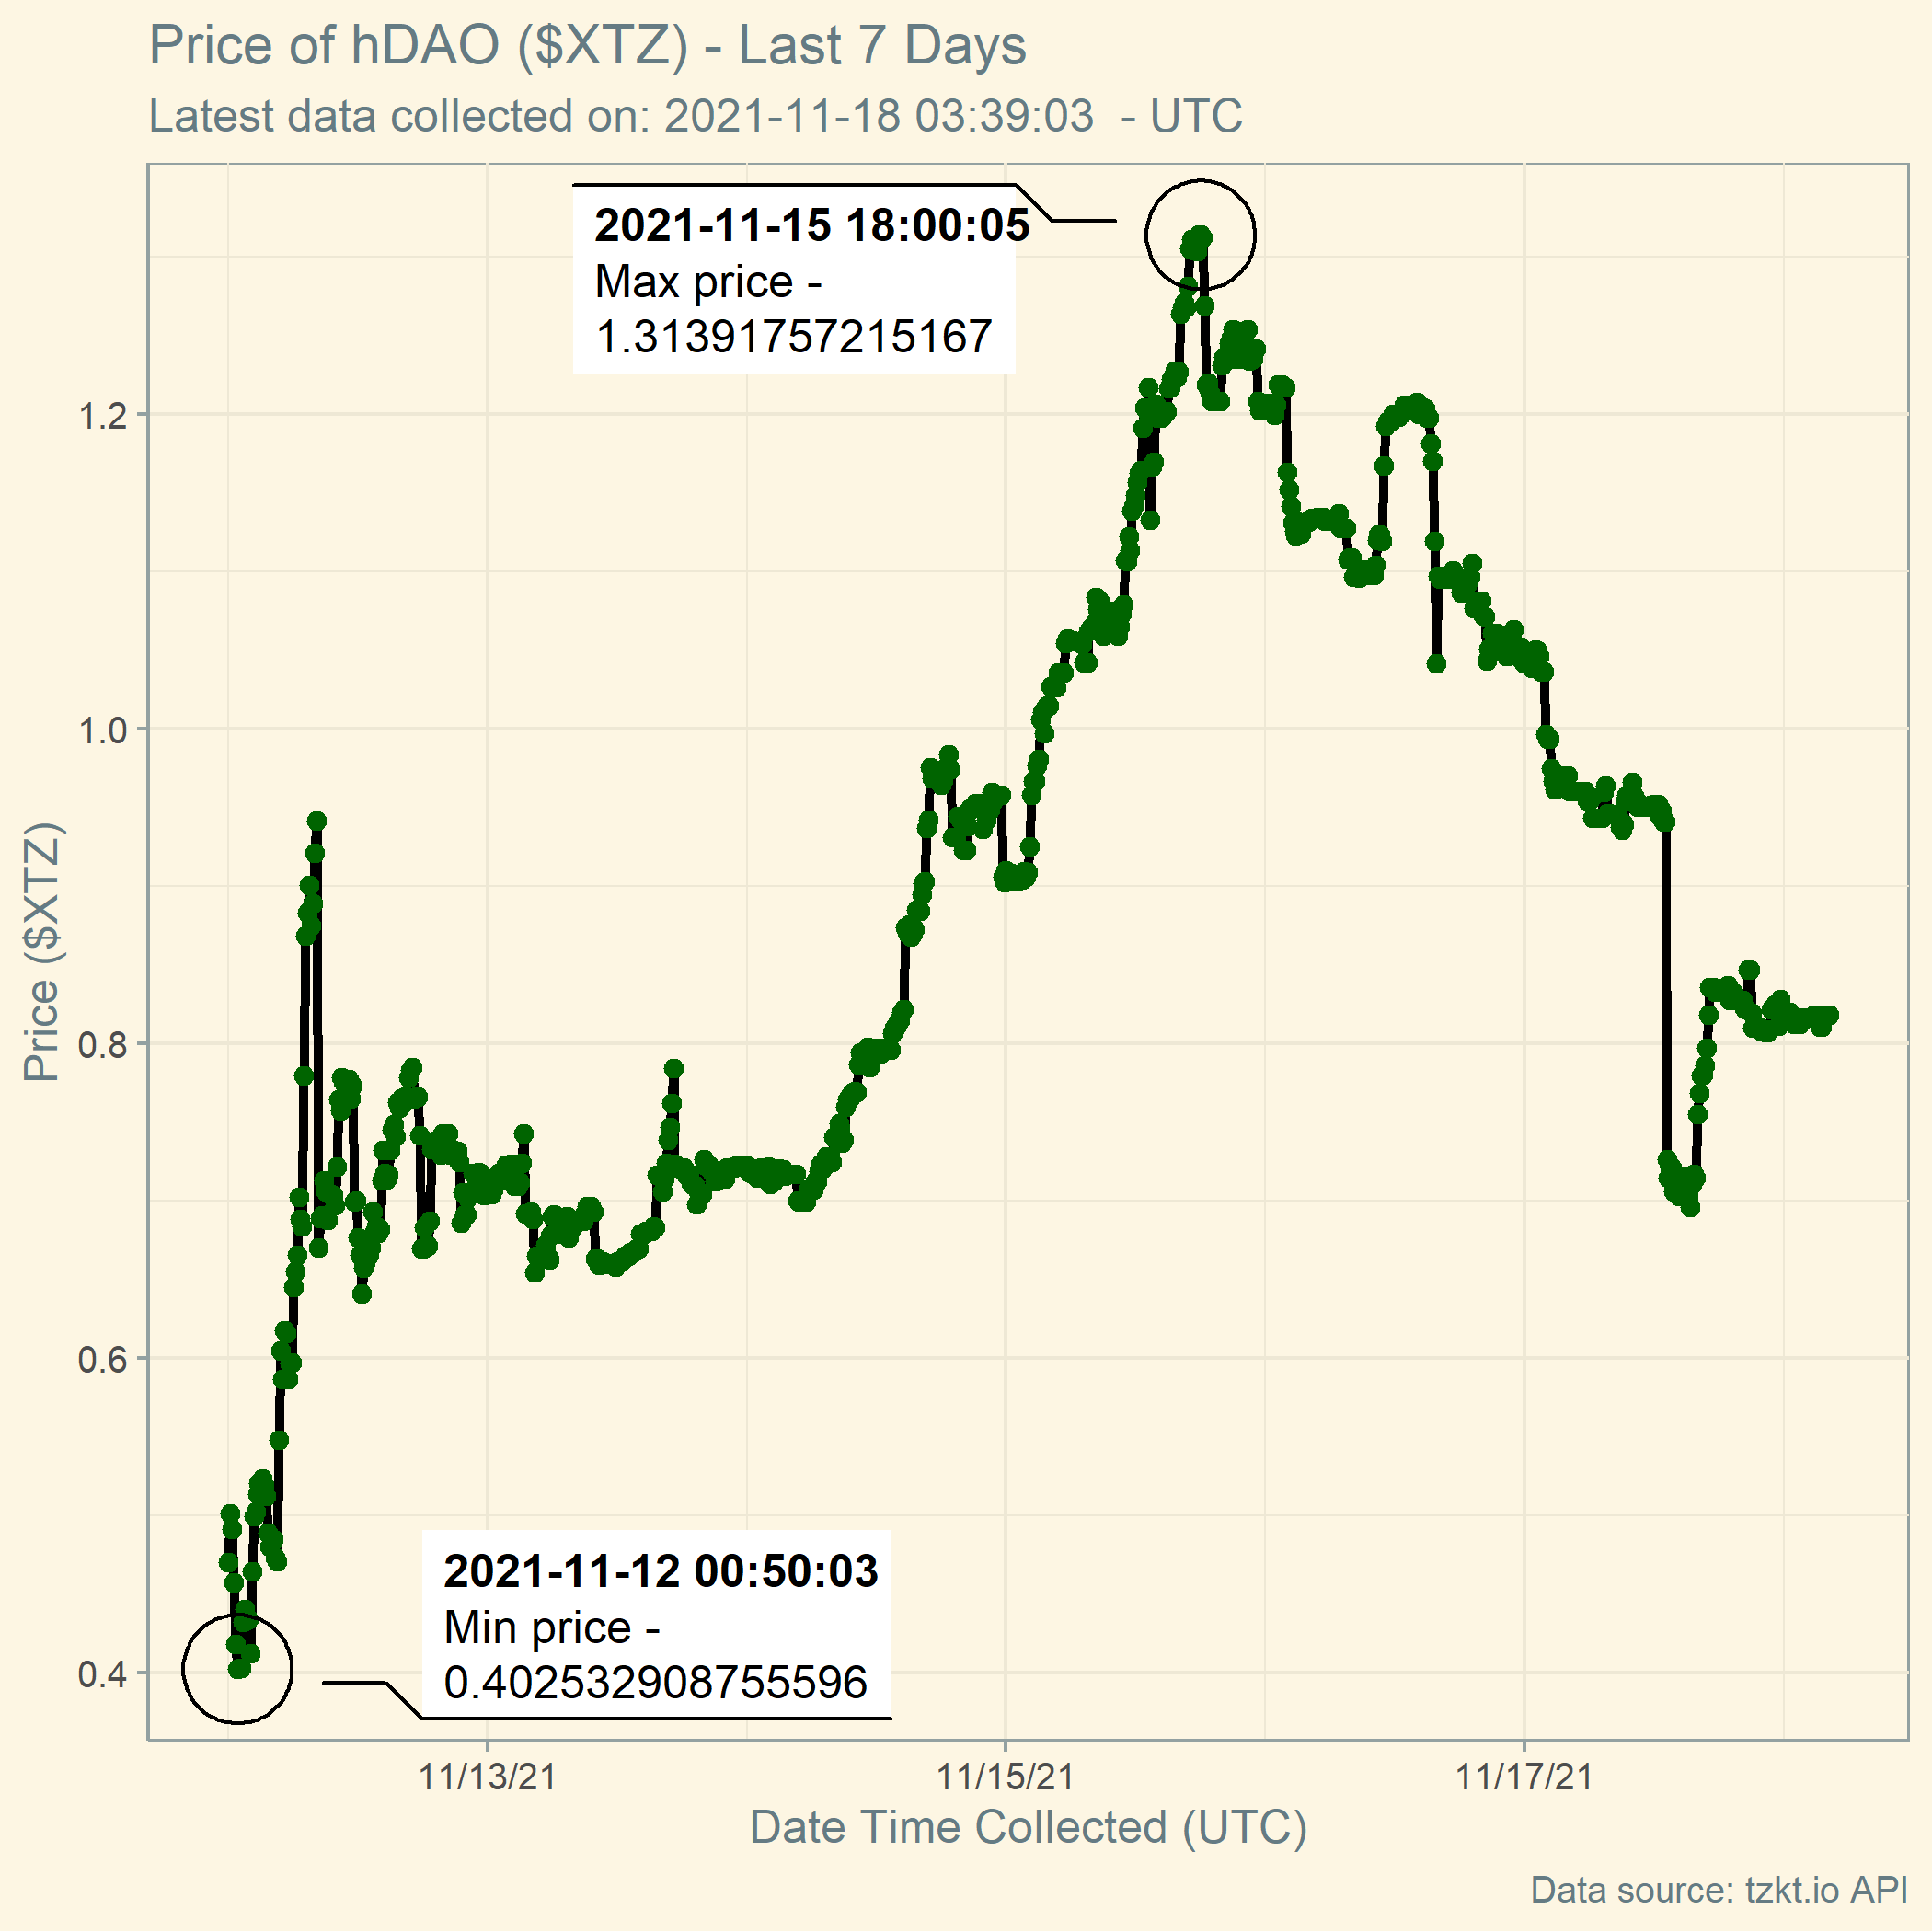 Price of hDAO ($XTZ) - Last 7 Days
Latest data collected on: 2021-11-18 03:39:03  - UTC
2021-11-15 18:00:05
Max price -
1.31391757215167
1.2
1.0
0.8
0.6
0.4
Price ($XTZ)
2021-11-12 00:50:03
Min price -
0.402532908755596
11/13/21
11/15/21
11/17/21
Date Time Collected (UTC)
Data source: tzkt.io API